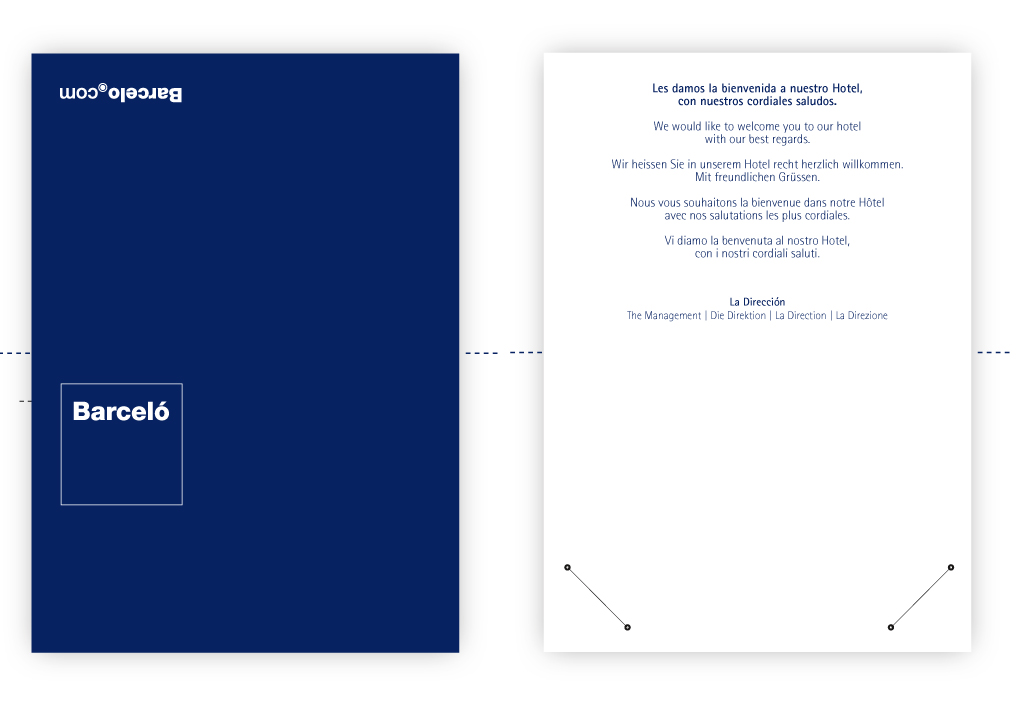 Barcelo®.com
Barceló
Les damos la bienvenida a nuestro Hotel,
con nuestros cordiales saludos.
We would like to welcome you to our hotel
with our best regards.
Wir heissen Sie in unserem Hotel recht herzlich willkommen.
Mit freundlichen Grüssen.
Nous vous souhaitons la bienvenue dans notre Hôtel
avec nos salutations les plus cordiales.
Vi diamo la benvenuta al nostro Hotel,
con i nostri cordiali saluti.
La Dirección
The Management | Die Direktion | La Direction | La Direzione